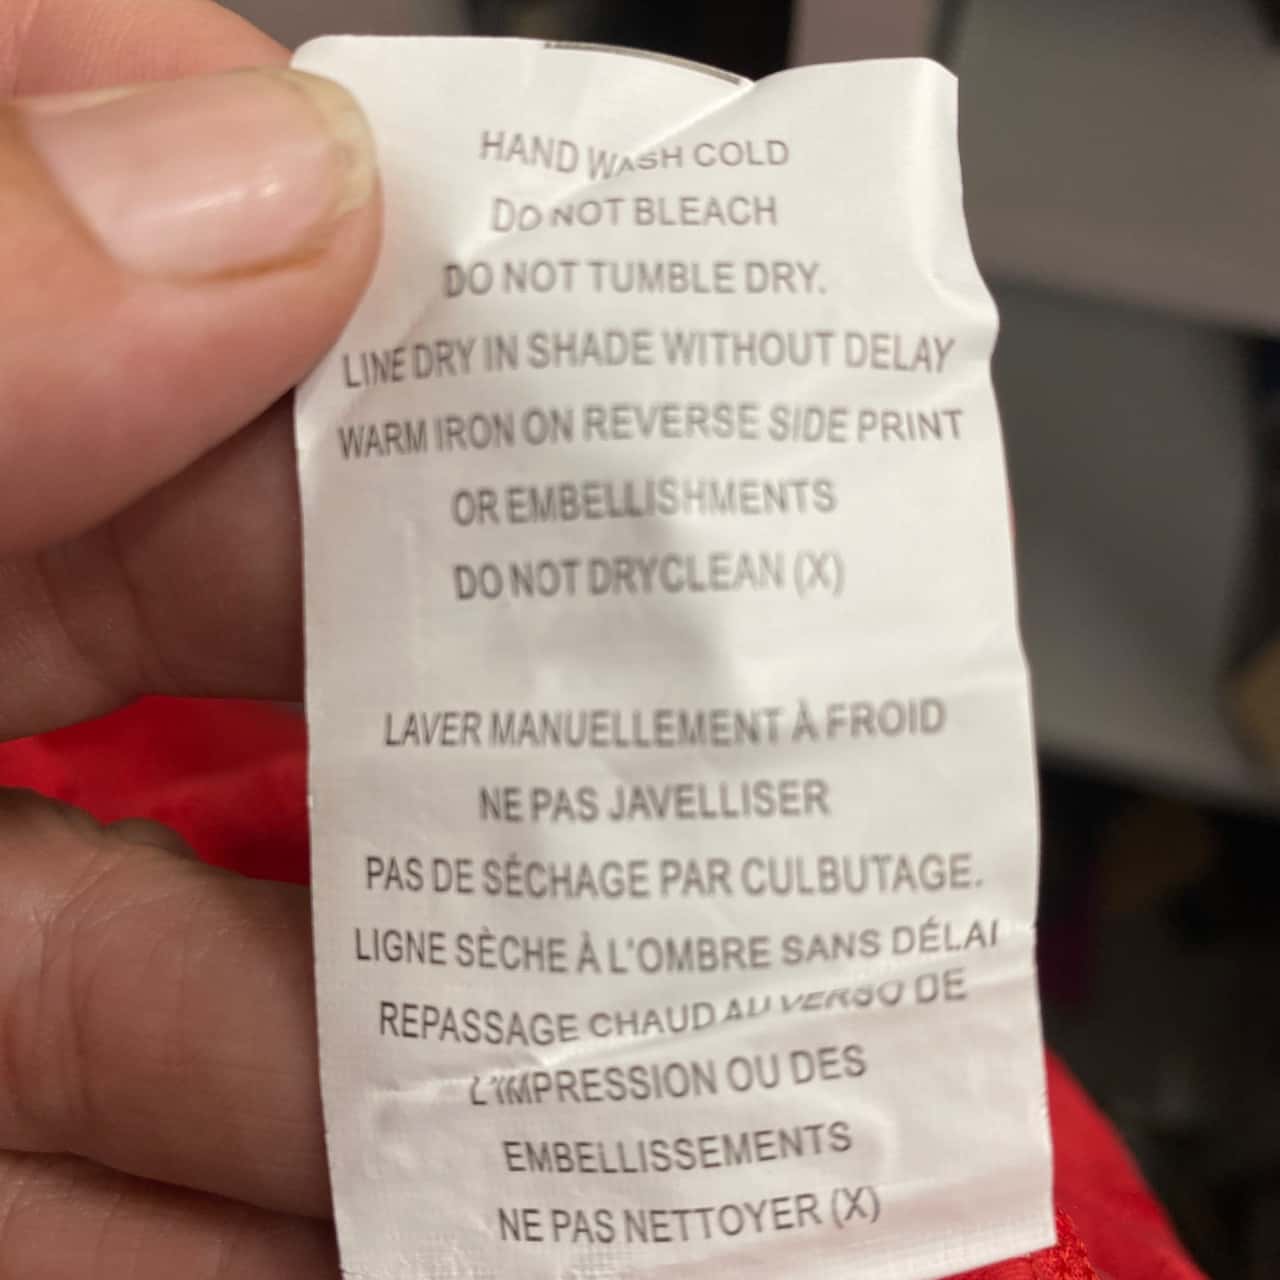 HAND WASH COLD
DO NOT BLEACH
DO NOT TUMBLE DRY.
LINE DRY IN SHADE WITHOUT DELAY
WARM IRON ON REVERSE SIDE PRINT
OR EMBELLISHMENTS
DO NOT DRYCLEAN (X)
LAVER MANUELLEMENT À FROID
NE PAS JAVELLISER
PAS DE SÉCHAGE PAR CULBUTAGE.
LIGNE SÈCHE À L'OMBRE SANS DÉLAI
REPASSAGE CHAUD AU VERSO DE
L'IMPRESSION OU DES
EMBELLISSEMENTS
NE PAS NETTOYER (X)